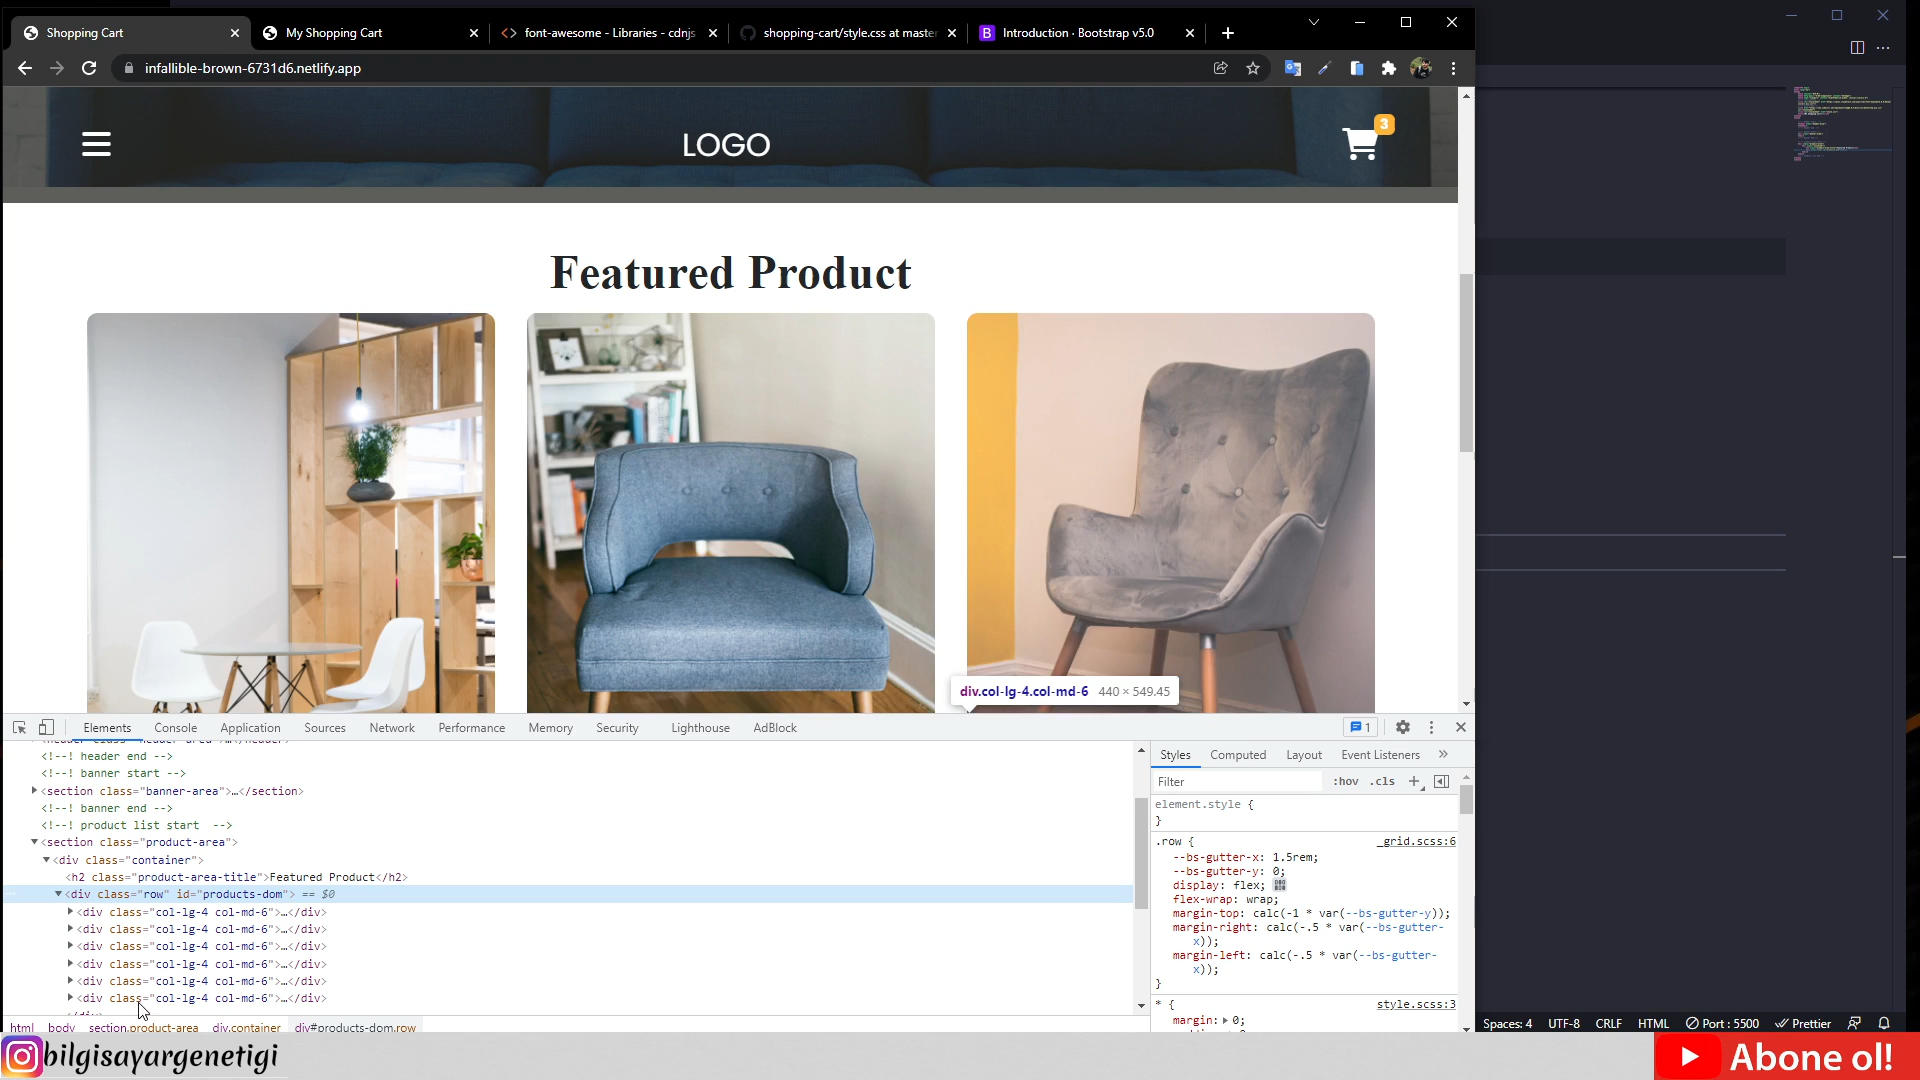 Shopping Cart
My Shopping Cart
font-awesome - Libraries - cdnjs
shopping-cart/style.css at master
Introduction · Bootstrap v5.0
infallible-brown-6731d6.netlify.app
LOGO
3
Featured Product
div.col-lg-4.col-md-6 440 × 549.45
Elements Console Application Sources Network Performance Memory Security Lighthouse AdBlock
1
<!--! header end -->
<!--! banner start -->
<section class="banner-area">…</section>
<!--! banner end -->
<!--! product list start -->
<section class="product-area">
<div class="container">
<h2 class="product-area-title">Featured Product</h2>
<div class="row" id="products-dom"> == $0
<div class="col-lg-4 col-md-6">…</div>
<div class="col-lg-4 col-md-6">…</div>
<div class="col-lg-4 col-md-6">…</div>
<div class="col-lg-4 col-md-6">…</div>
<div class="col-lg-4 col-md-6">…</div>
<div class="col-lg-4 col-md-6">…</div>
html body section.product-area div.container div#products-dom.row
Styles Computed Layout Event Listeners
Filter :hov .cls
element.style {
}
.row { _grid.scss:6
--bs-gutter-x: 1.5rem;
--bs-gutter-y: 0;
display: flex;
flex-wrap: wrap;
margin-top: calc(-1 * var(--bs-gutter-y));
margin-right: calc(-.5 * var(--bs-gutter-
x));
margin-left: calc(-.5 * var(--bs-gutter-
x));
}
* { style.scss:3
margin: 0;
Spaces: 4 UTF-8 CRLF HTML Port : 5500 Prettier
bilgisayargenetigi
Abone ol!